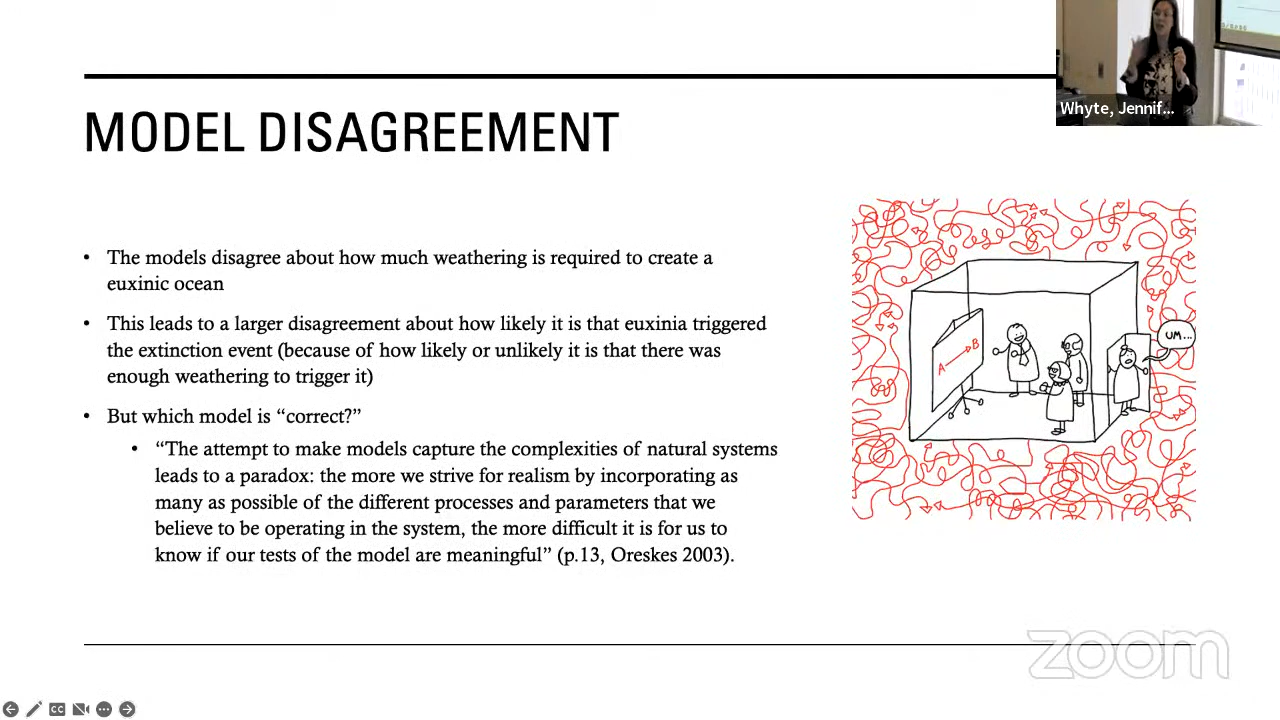 Whyte, Jennif...
MODEL DISAGREEMENT
• The models disagree about how much weathering is required to create a
euxinic ocean
• This leads to a larger disagreement about how likely it is that euxinia triggered
the extinction event (because of how likely or unlikely it is that there was
enough weathering to trigger it)
• But which model is “correct?”
• “The attempt to make models capture the complexities of natural systems
leads to a paradox: the more we strive for realism by incorporating as
many as possible of the different processes and parameters that we
believe to be operating in the system, the more difficult it is for us to
know if our tests of the model are meaningful” (p.13, Oreskes 2003).
A B
UM...
zoom
CC